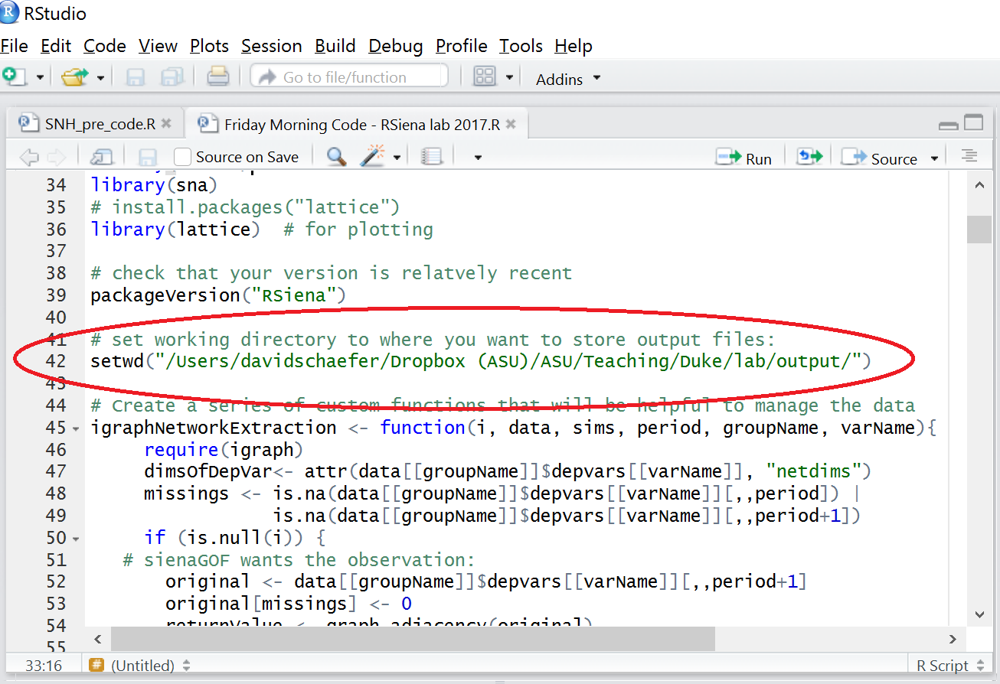 RStudio
File Edit Code View Plots Session Build Debug Profile Tools Help
Go to file/function Addins
SNH_pre_code.R Friday Morning Code - RSiena lab 2017.R
Source on Save Run Source
34 library(sna)
35 # install.packages("lattice")
36 library(lattice)  # for plotting
37
38 # check that your version is relatvely recent
39 packageVersion("RSiena")
40
41 # set working directory to where you want to store output files:
42 setwd("/Users/davidschaefer/Dropbox (ASU)/ASU/Teaching/Duke/lab/output/")
43
44 # Create a series of custom functions that will be helpful to manage the data
45 igraphNetworkExtraction <- function(i, data, sims, period, groupName, varName){
46      require(igraph)
47      dimsOfDepVar<- attr(data[[groupName]]$depvars[[varName]], "netdims")
48      missings <- is.na(data[[groupName]]$depvars[[varName]][,,period]) |
49                  is.na(data[[groupName]]$depvars[[varName]][,,period+1])
50      if (is.null(i)) {
51    # sienaGOF wants the observation:
52        original <- data[[groupName]]$depvars[[varName]][,,period+1]
53        original[missings] <- 0
54        returnValue <- graph.adjacency(original)
55
33:16 # (Untitled) R Script